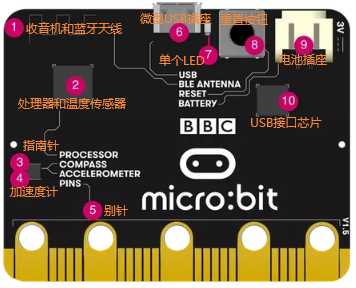 1 收音和蓝牙天线
微型USB插座
6
重置按钮
8
3V
单个LED
7
9
电池插座
2
处理器和温度传感器
USB
BLE ANTENNA
RESET
BATTERY
10
USB接口芯片
BBC
指南针
PROCESSOR
3 COMPASS
4 ACCELEROMETER
PINS
加速度计
5 别针
micro:bit
V1.5